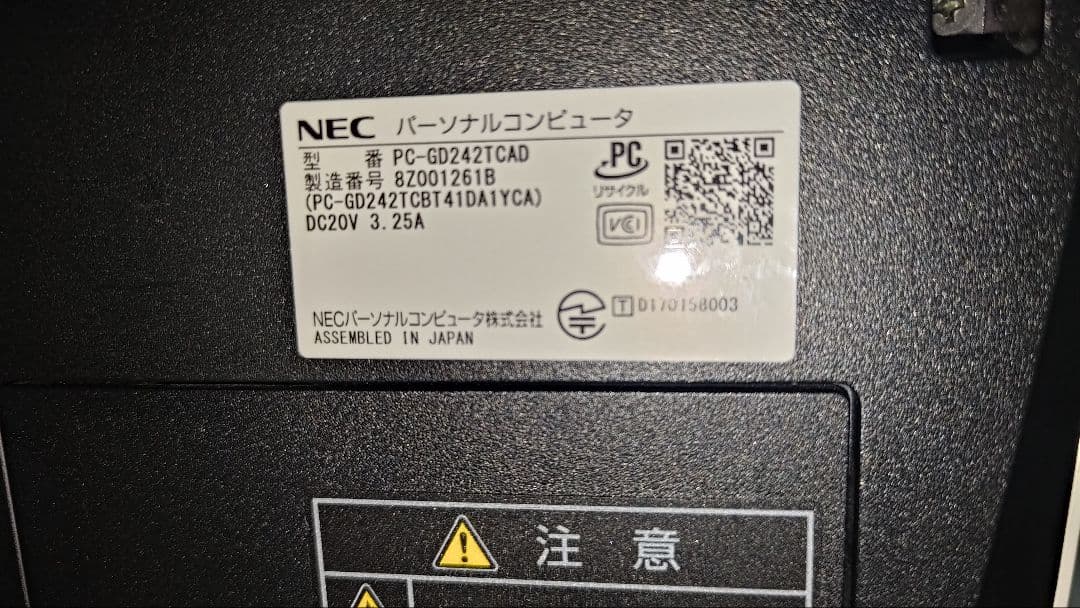 NEC パーソナルコンピュータ
型 番 PC-GD242TCAD
製造番号 8Z001261B
(PC-GD242TCBT41DA1YCA)
DC20V 3.25A
PC
リサイクル
VCI
NECパーソナルコンピュータ株式会社
ASSEMBLED IN JAPAN
T D170158003
注 意